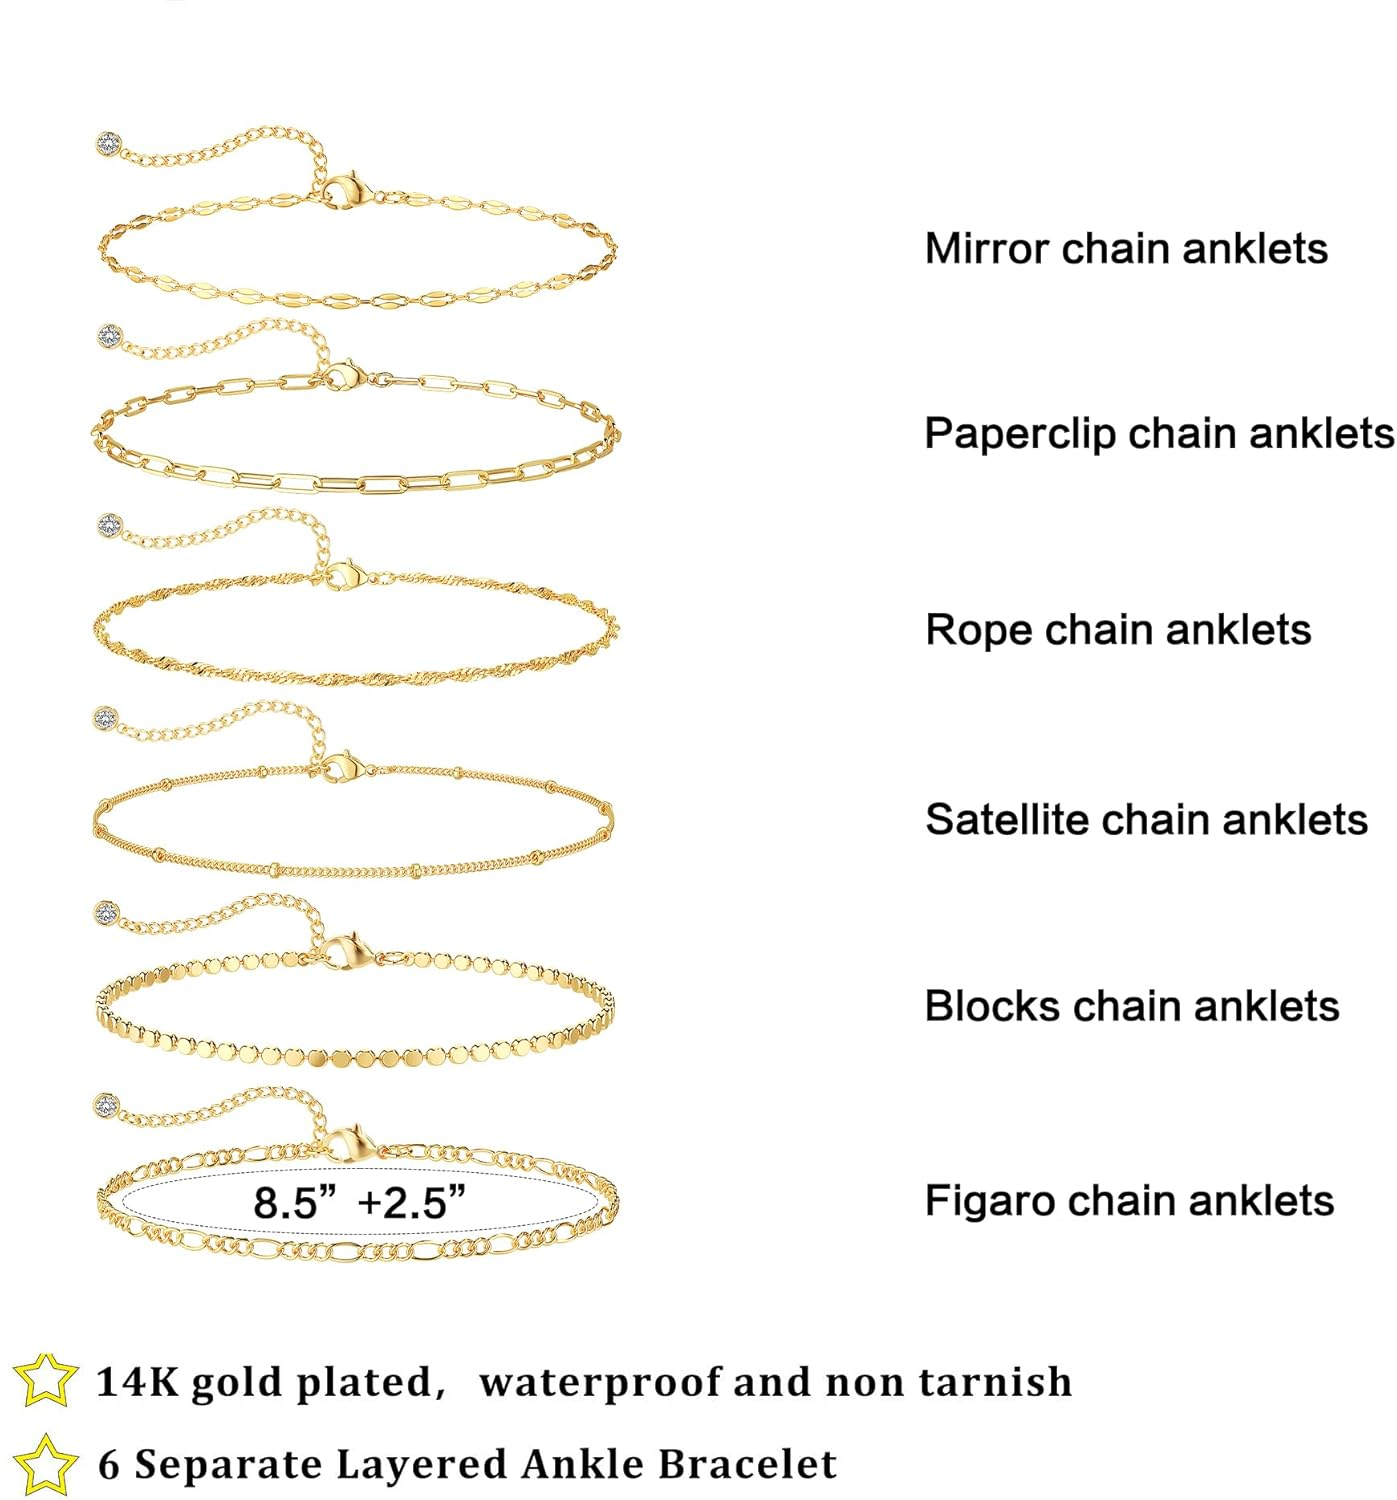 Mirror chain anklets
Paperclip chain anklets
Rope chain anklets
Satellite chain anklets
Blocks chain anklets
8.5” +2.5”
Figaro chain anklets
14K gold plated， waterproof and non tarnish
6 Separate Layered Ankle Bracelet